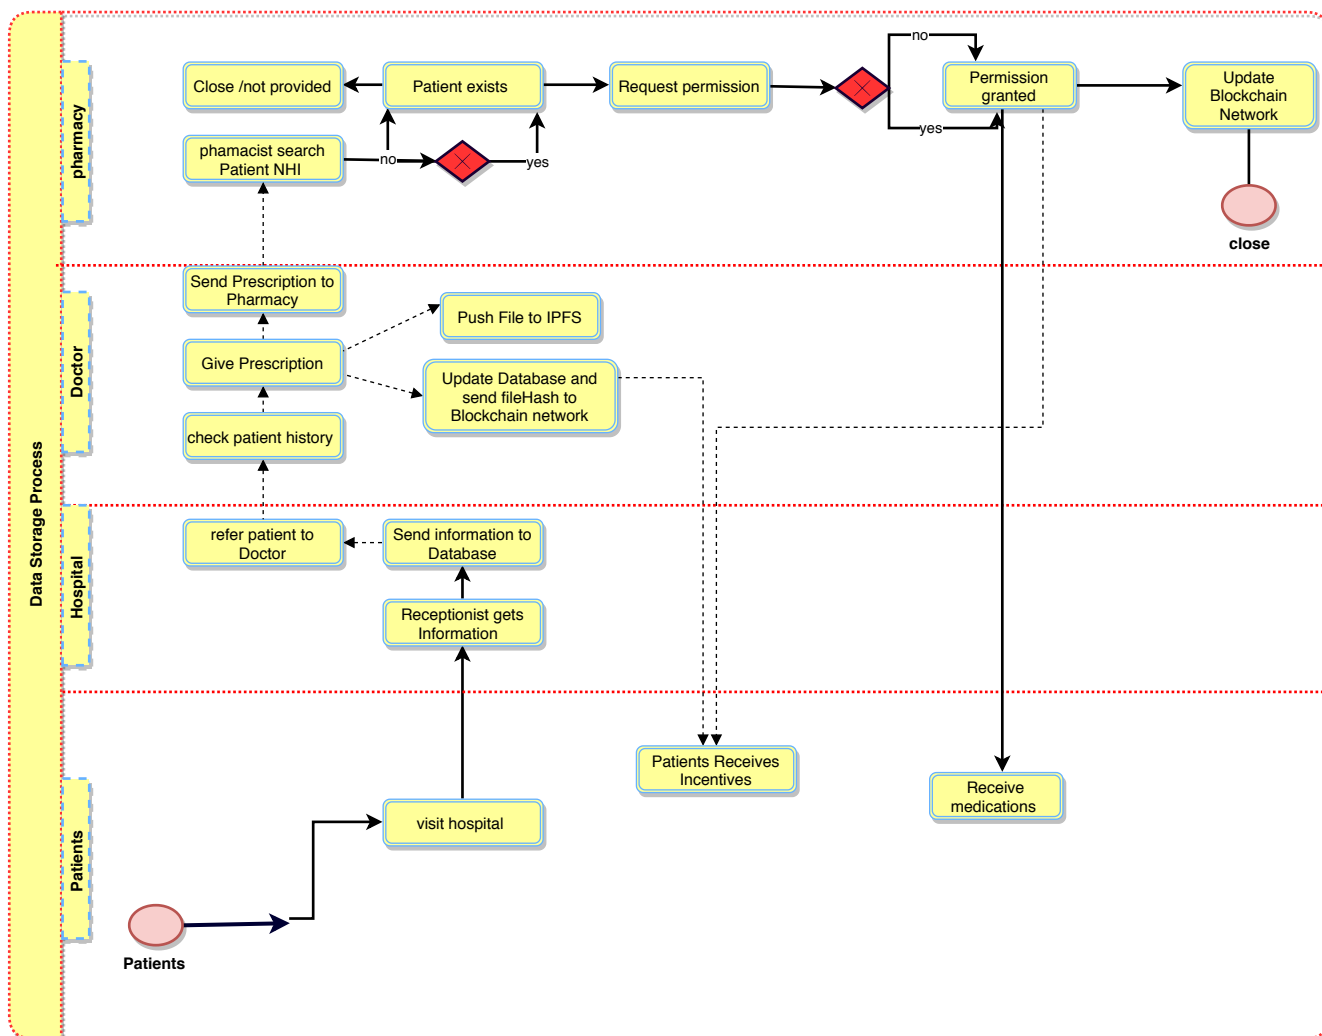 Data Storage Process
pharmacy
Close /not provided
Patient exists
Request permission
no
Permission
granted
Update
Blockchain
Network
yes
phamacist search
Patient NHI
no
yes
close
Doctor
Send Prescription to
Pharmacy
Push File to IPFS
Give Prescription
Update Database and
send fileHash to
Blockchain network
check patient history
Hospital
refer patient to
Doctor
Send information to
Database
Receptionist gets
Information
Patients
Patients Receives
Incentives
Receive
medications
visit hospital
Patients